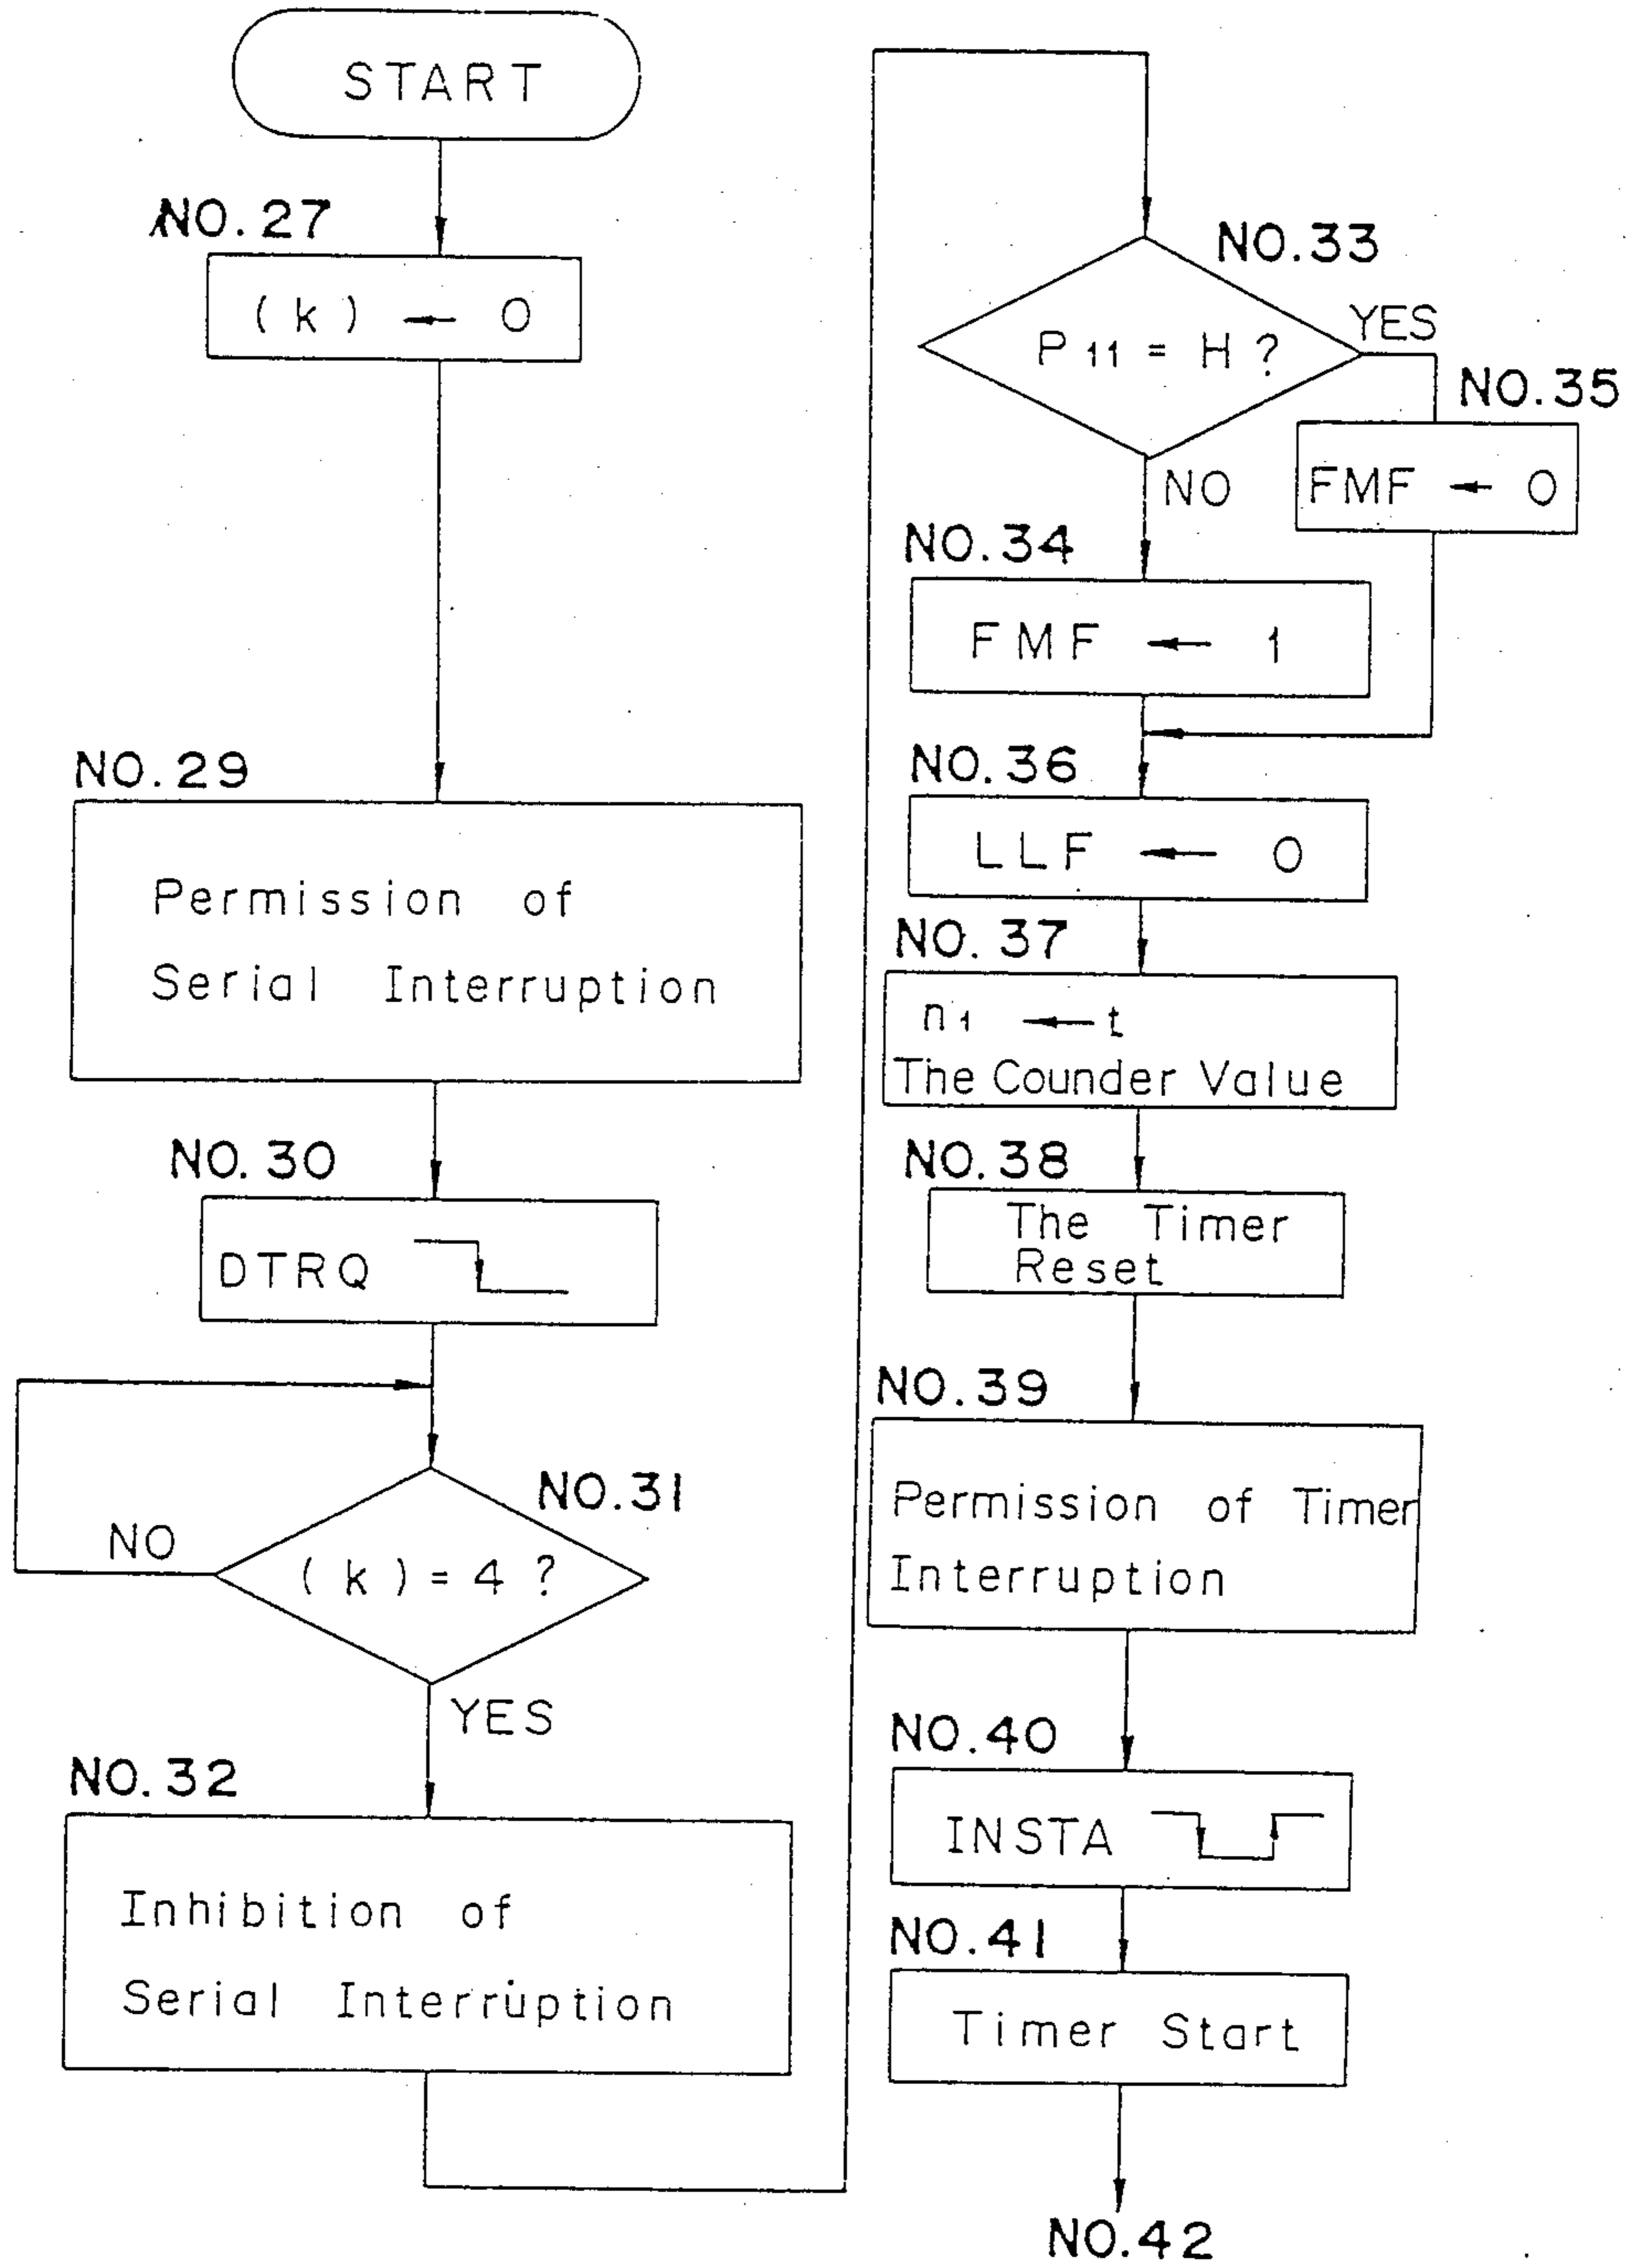 START
NO.27
(k) ← 0
NO.29
Permission of
Serial Interruption
NO.30
DTRQ
NO.31
(k)=4?
NO
YES
NO.32
Inhibition of
Serial Interruption
NO.33
P11 = H?
YES
NO
NO.35
FMF ← 0
NO.34
FMF ← 1
NO.36
LLF ← 0
NO.37
n1 ← t
The Counder Value
NO.38
The Timer
Reset
NO.39
Permission of Timer
Interruption
NO.40
INSTA
NO.41
Timer Start
NO.42